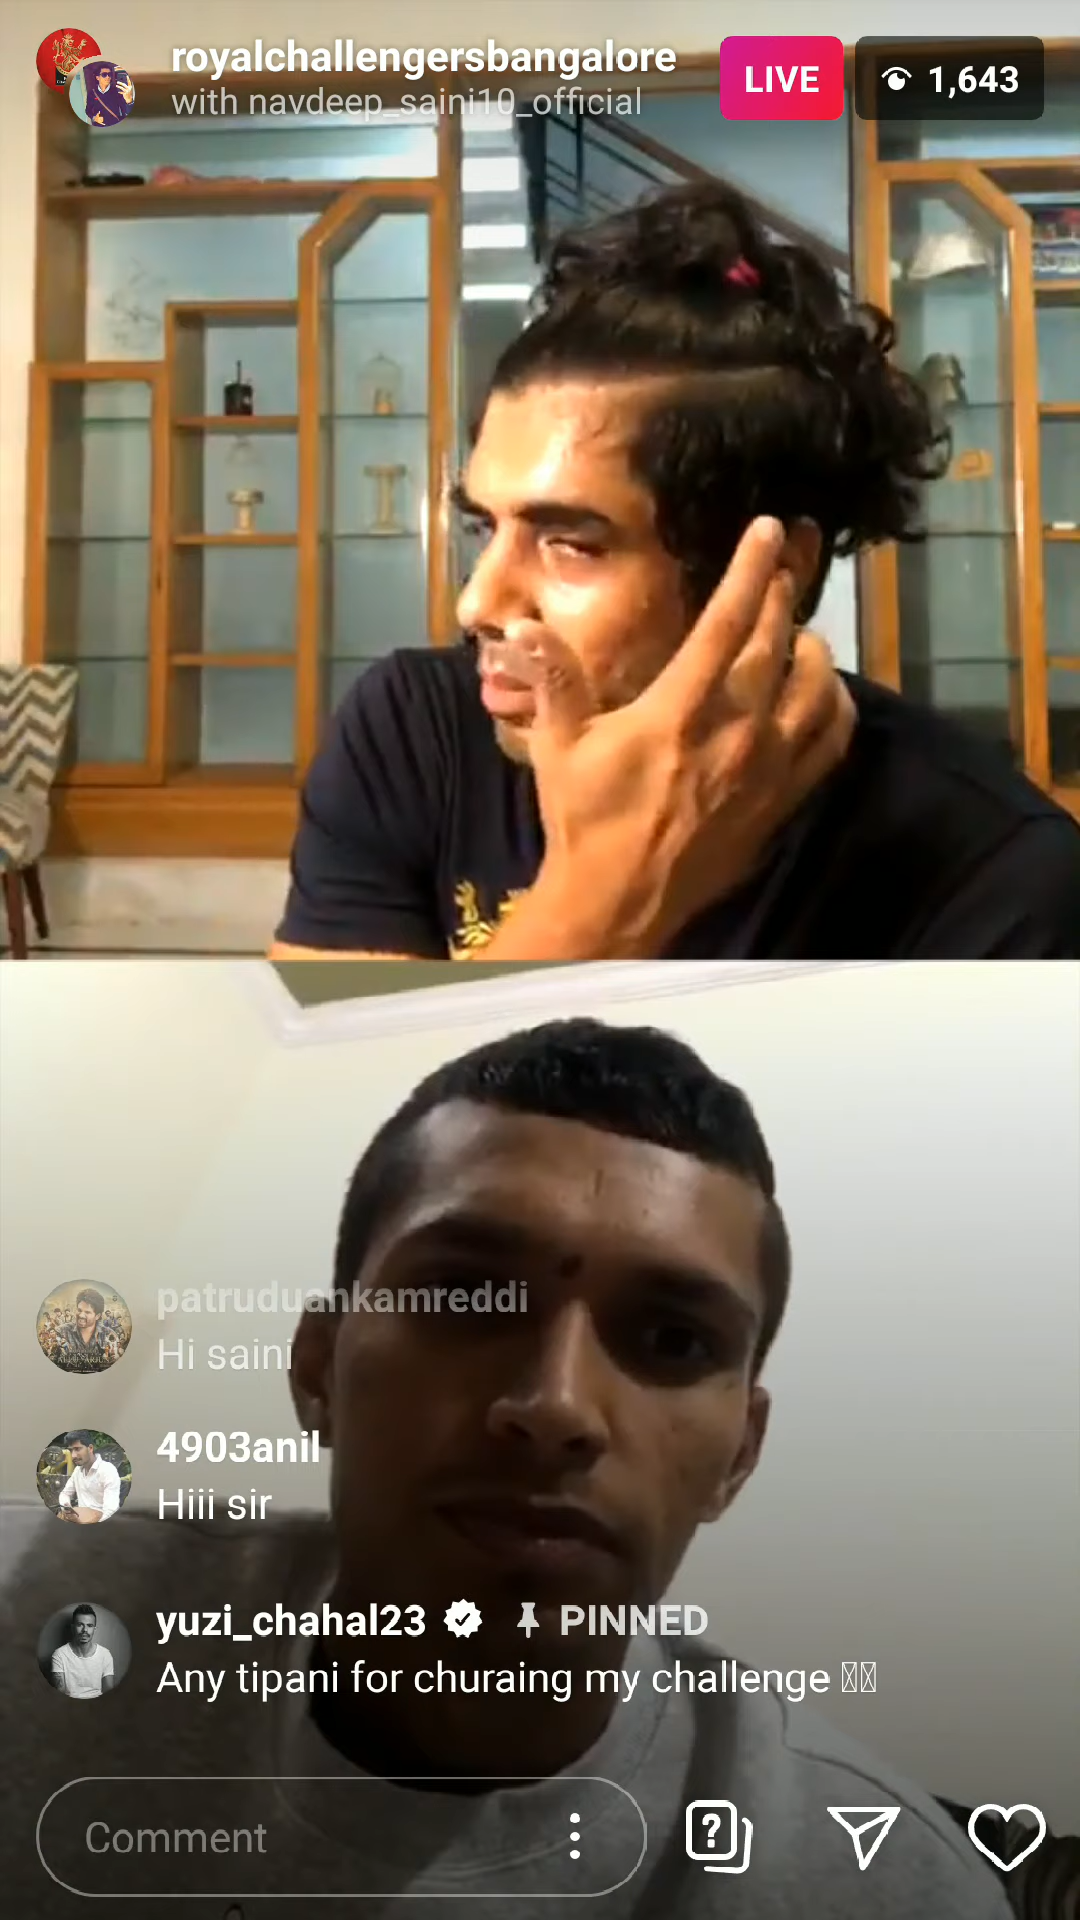 royalchallengersbangalore
with navdeep_saini10_official
LIVE
1,643
patruduankamreddi
Hi saini
4903anil
Hiii sir
yuzi_chahal23 PINNED
Any tipani for churaing my challenge
Comment